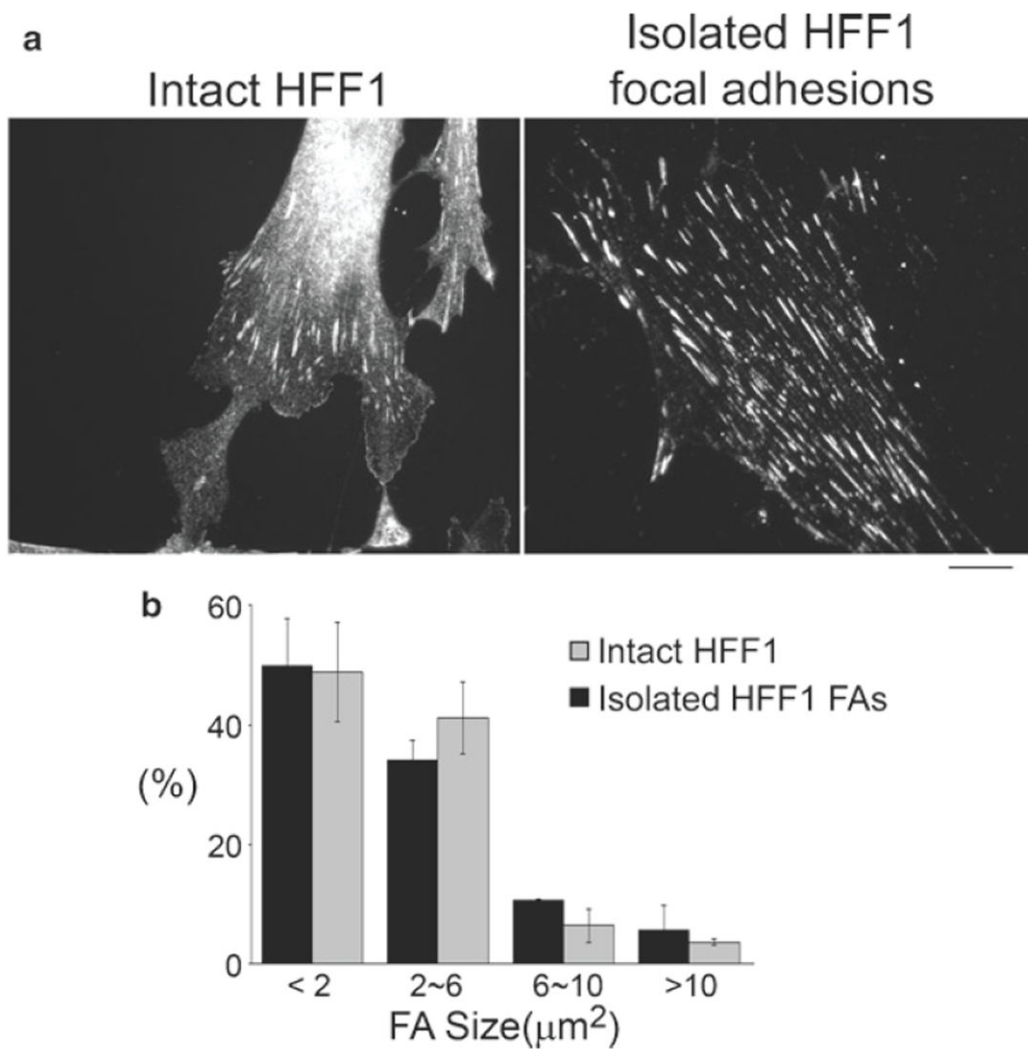 a
Intact HFF1
Isolated HFF1
focal adhesions
b
60
40
20
0
(%)
Intact HFF1
Isolated HFF1 FAs
< 2
2~6
6~10
>10
FA Size(μm²)